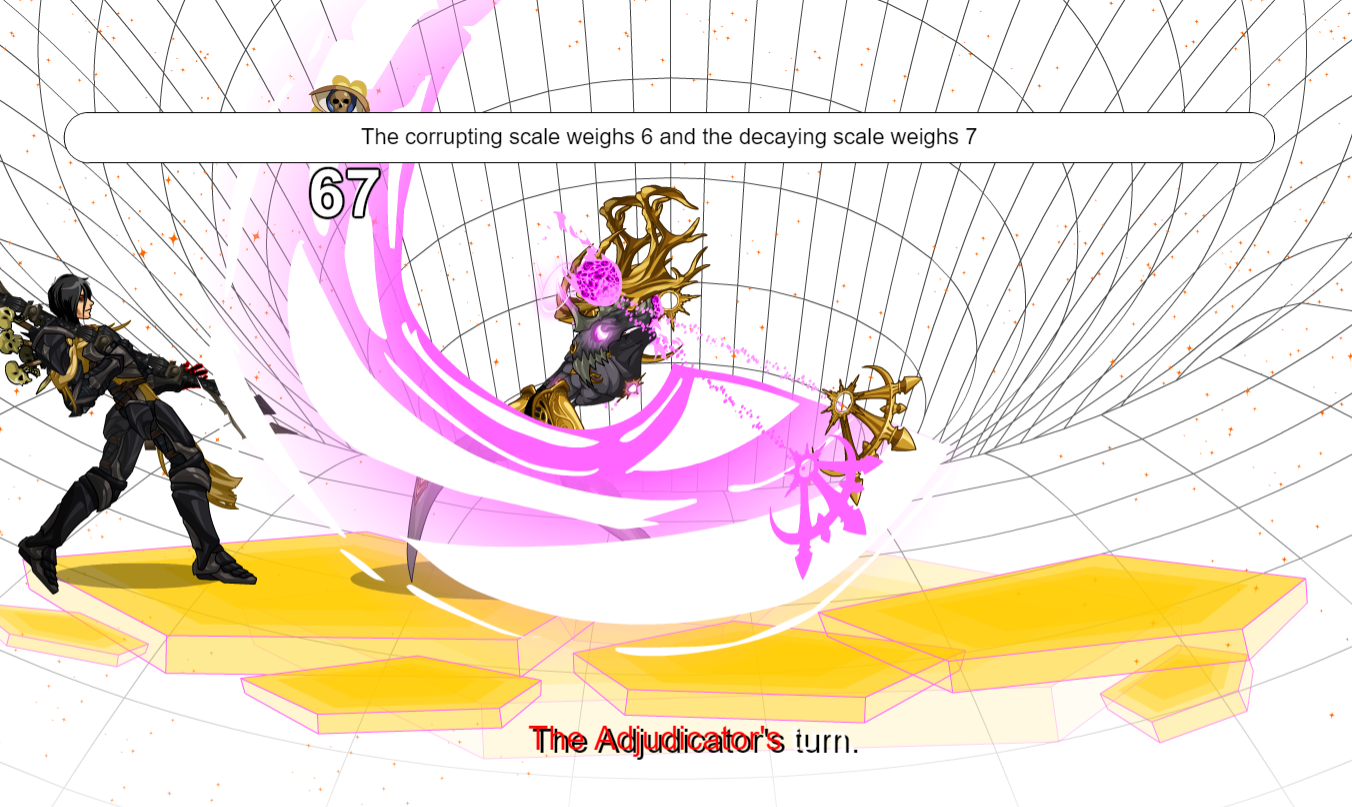 The corrupting scale weighs 6 and the decaying scale weighs 7
67
The Adjudicator's turn.